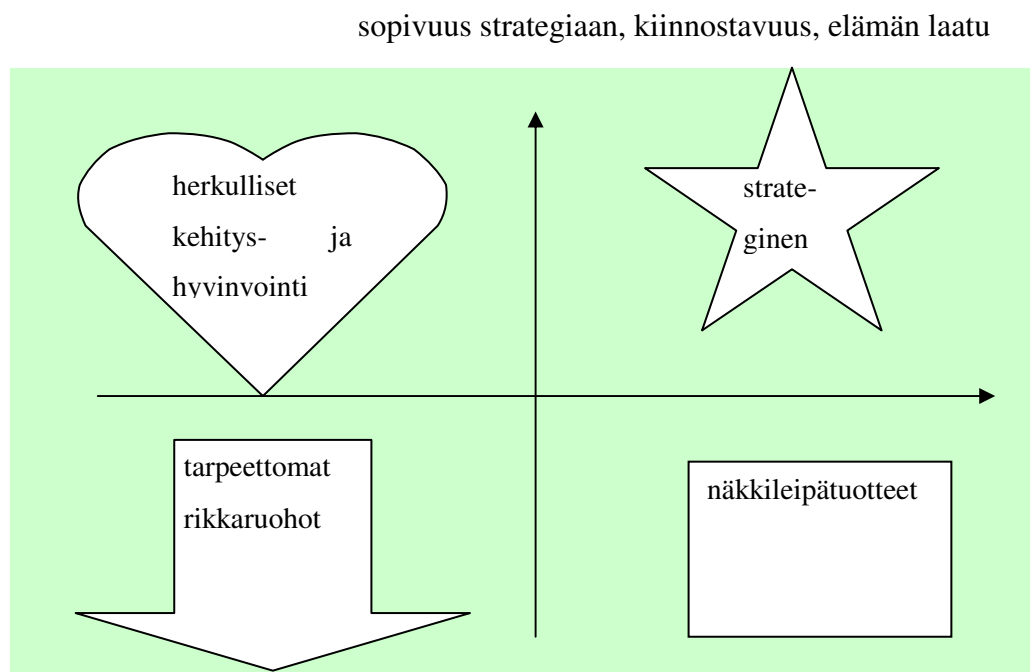 sopivuus strategiaan, kiinnostavuus, elämän laatu
herkulliset
kehitys- ja
hyvinvointi
strate-
ginen
tarpeettomat
rikkaruohot
näkkileipätuotteet